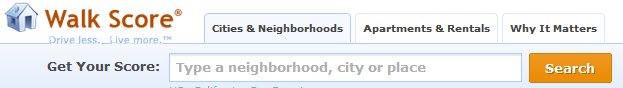 Walk Score®
Drive less. Live more.™
Cities & Neighborhoods
Apartments & Rentals
Why It Matters
Get Your Score:
Type a neighborhood, city or place
Search